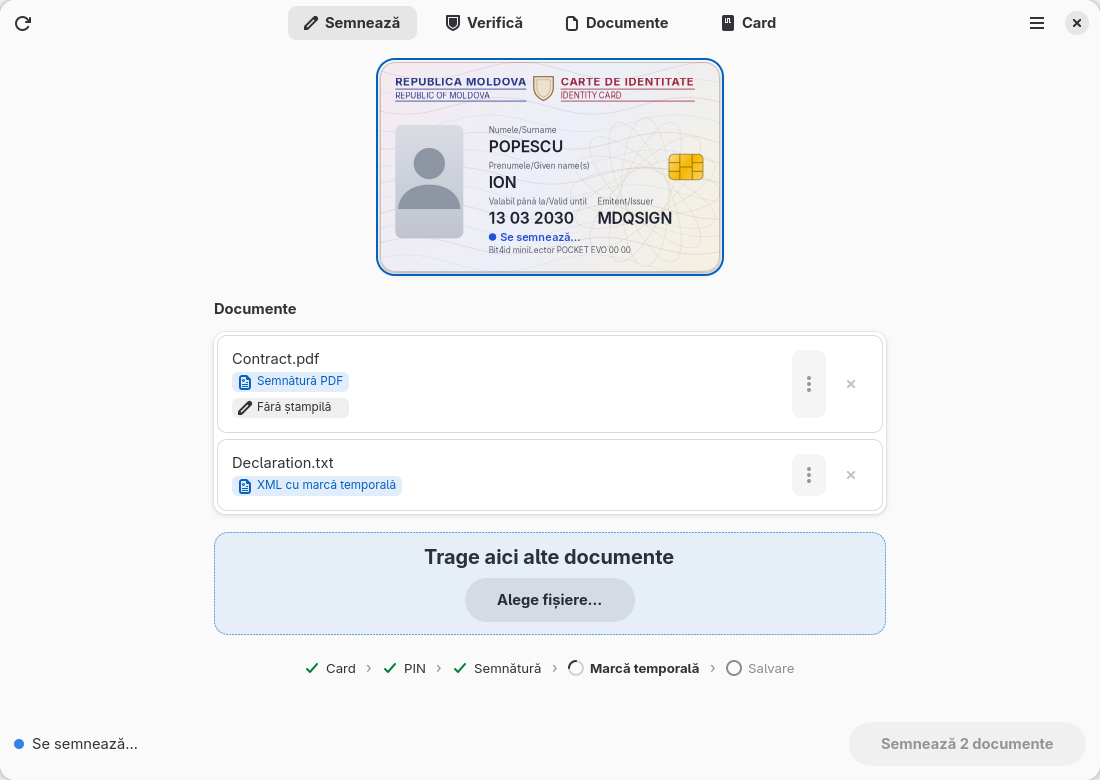 Semnează
Verifică
Documente
Card
REPUBLICA MOLDOVA
REPUBLIC OF MOLDOVA
CARTE DE IDENTITATE
IDENTITY CARD
Numele/Surname
POPESCU
Prenumele/Given name(s)
ION
Valabil până la/Valid until Emitent/Issuer
13 03 2030 MDQSIGN
Se semnează…
Bit4id miniLector POCKET EVO 00 00
Documente
Contract.pdf
Semnătură PDF
Fără ștampilă
Declaration.txt
XML cu marcă temporală
Trage aici alte documente
Alege fișiere…
Card › PIN › Semnătură › Marcă temporală › Salvare
Se semnează…
Semnează 2 documente